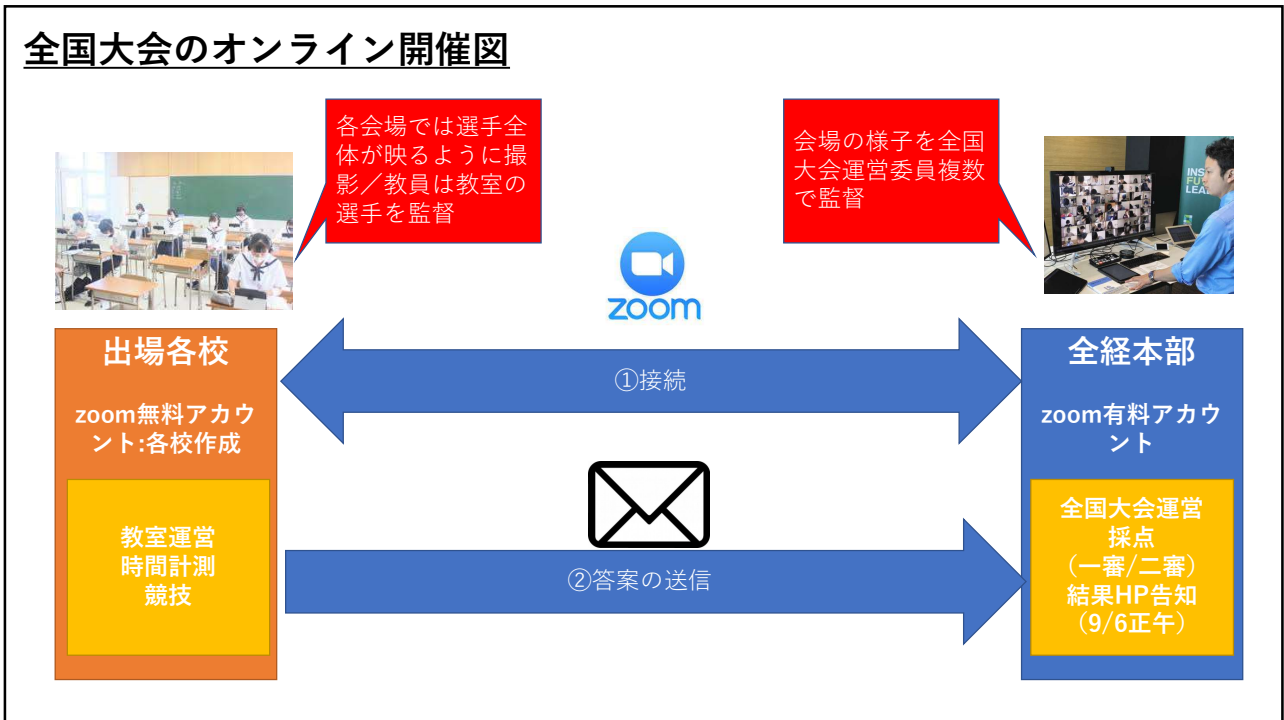 全国大会のオンライン開催図
各会場では選手全
体が映るように撮
影／教員は教室の
選手を監督
会場の様子を全国
大会運営委員複数
で監督
zoom
出場各校
zoom無料アカウ
ント:各校作成
教室運営
時間計測
競技
①接続
②答案の送信
全経本部
zoom有料アカウ
ント
全国大会運営
採点
（一審/二審）
結果HP告知
（9/6正午）